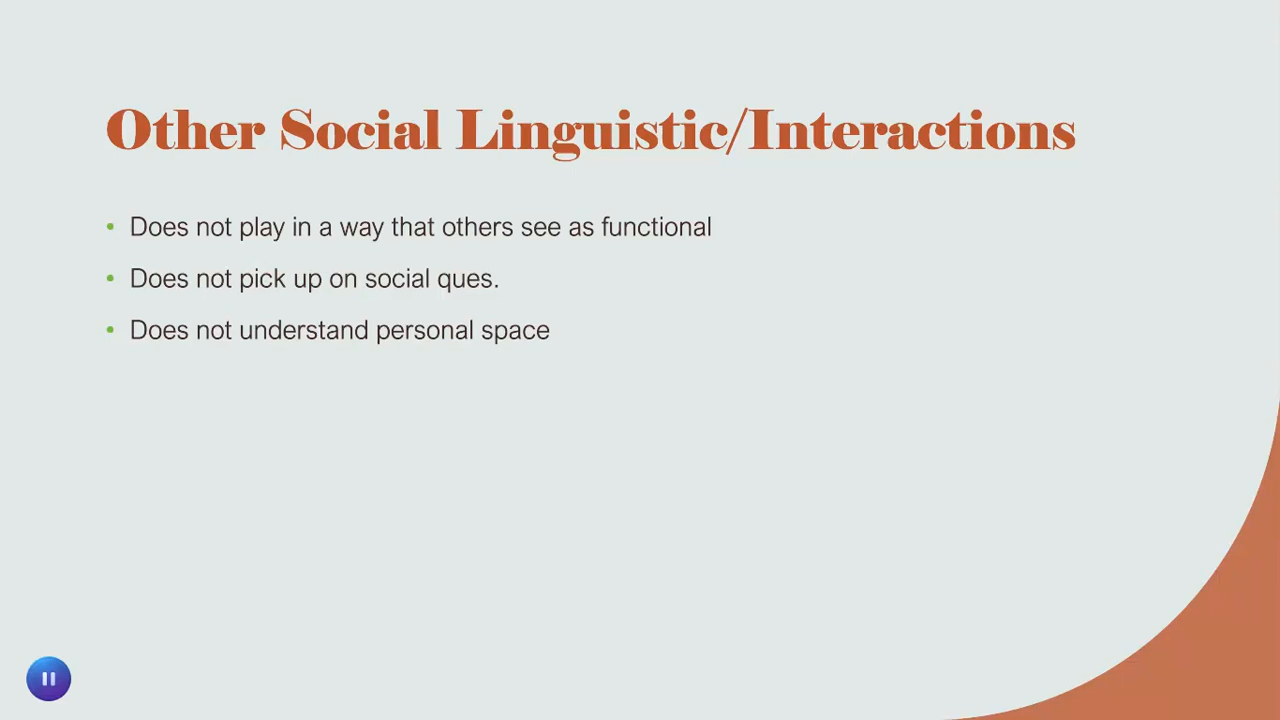 Other Social Linguistic/Interactions
• Does not play in a way that others see as functional
• Does not pick up on social ques.
• Does not understand personal space